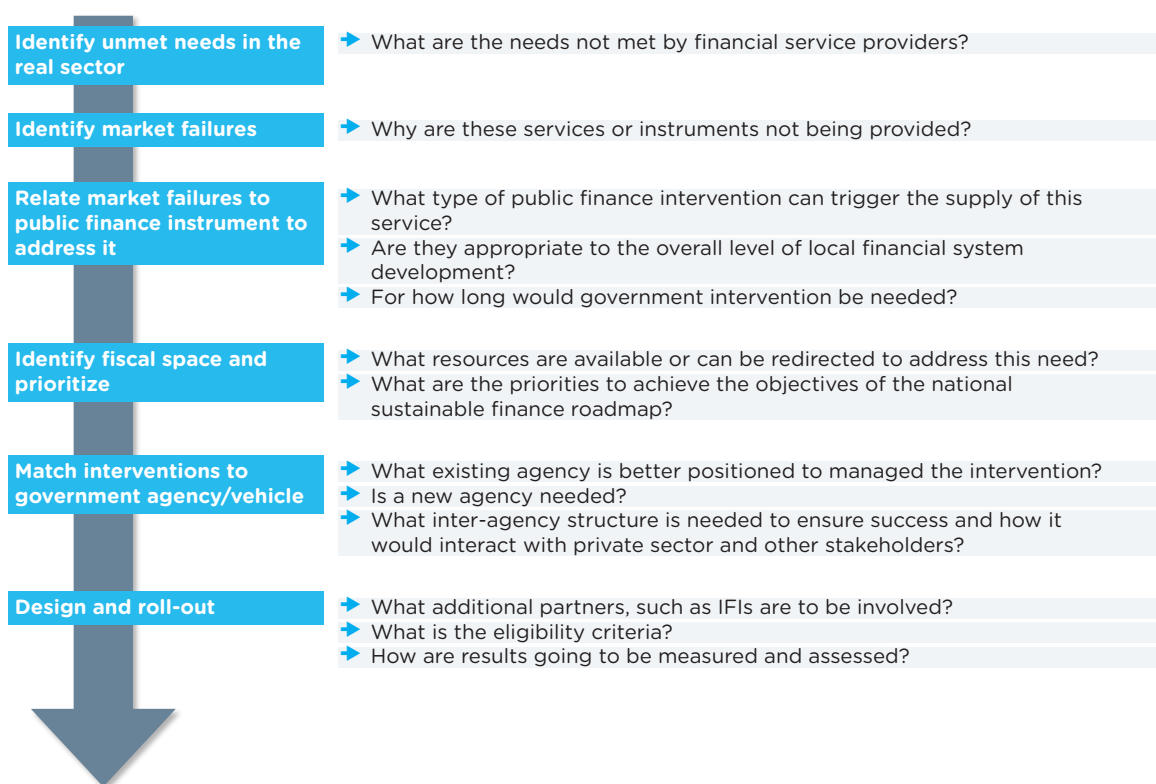 Identify unmet needs in the
real sector
What are the needs not met by financial service providers?
Identify market failures
Why are these services or instruments not being provided?
Relate market failures to
public finance instrument to
address it
What type of public finance intervention can trigger the supply of this
service?
Are they appropriate to the overall level of local financial system
development?
For how long would government intervention be needed?
Identify fiscal space and
prioritize
What resources are available or can be redirected to address this need?
What are the priorities to achieve the objectives of the national
sustainable finance roadmap?
Match interventions to
government agency/vehicle
What existing agency is better positioned to managed the intervention?
Is a new agency needed?
What inter-agency structure is needed to ensure success and how it
would interact with private sector and other stakeholders?
Design and roll-out
What additional partners, such as IFIs are to be involved?
What is the eligibility criteria?
How are results going to be measured and assessed?